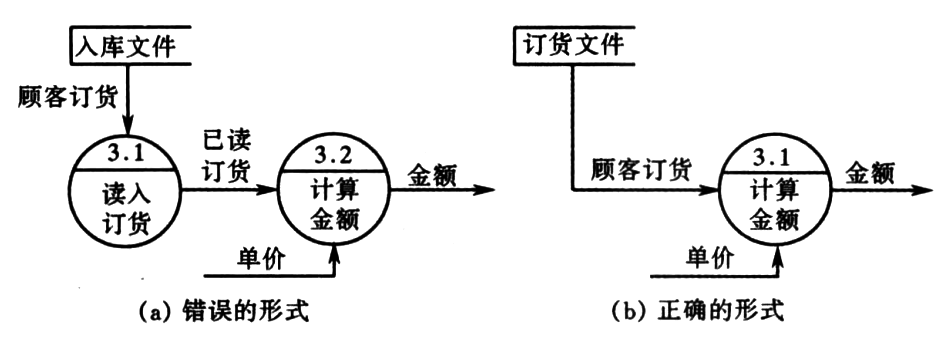 入库文件
顾客订货
3.1
读入
订货
已读
订货
3.2
计算
金额
金额
单价
(a) 错误的形式
订货文件
顾客订货
3.1
计算
金额
金额
单价
(b) 正确的形式